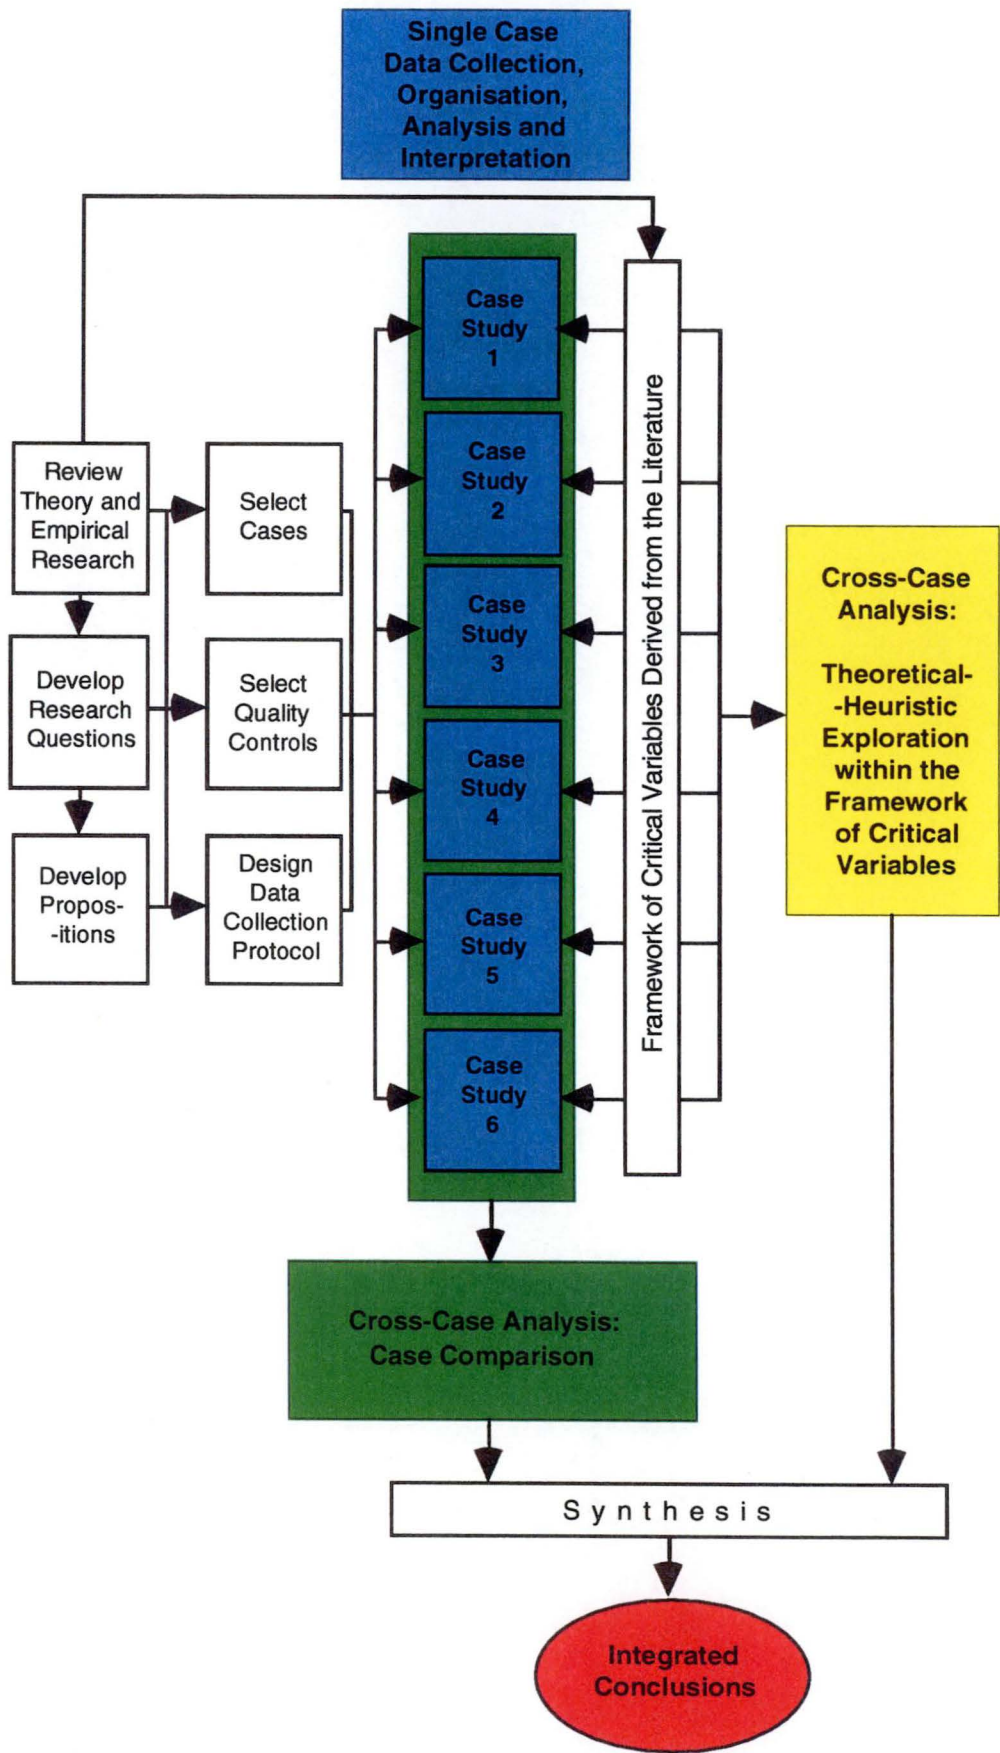 Single Case
Data Collection,
Organisation,
Analysis and
Interpretation
Review
Theory and
Empirical
Research
Develop
Research
Questions
Develop
Propos-
-itions
Select
Cases
Select
Quality
Controls
Design
Data
Collection
Protocol
Case
Study
1
Case
Study
2
Case
Study
3
Case
Study
4
Case
Study
5
Case
Study
6
Framework of Critical Variables Derived from the Literature
Cross-Case
Analysis:
Theoretical-
-Heuristic
Exploration
within the
Framework
of Critical
Variables
Cross-Case Analysis:
Case Comparison
Synthesis
Integrated
Conclusions